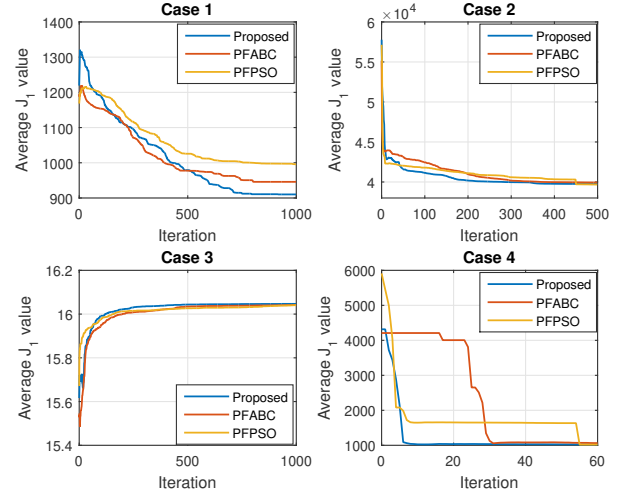 Case 1
1400
1300
1200
1100
1000
900
Average J1 value
0
500
1000
Iteration
Proposed
PFABC
PFPSO
Case 2
×10^4
6
5.5
5
4.5
4
Average J1 value
0
100
200
300
400
500
Iteration
Proposed
PFABC
PFPSO
Case 3
16.2
16
15.8
15.6
15.4
Average J1 value
0
500
1000
Iteration
Proposed
PFABC
PFPSO
Case 4
6000
5000
4000
3000
2000
1000
Average J1 value
0
20
40
60
Iteration
Proposed
PFABC
PFPSO